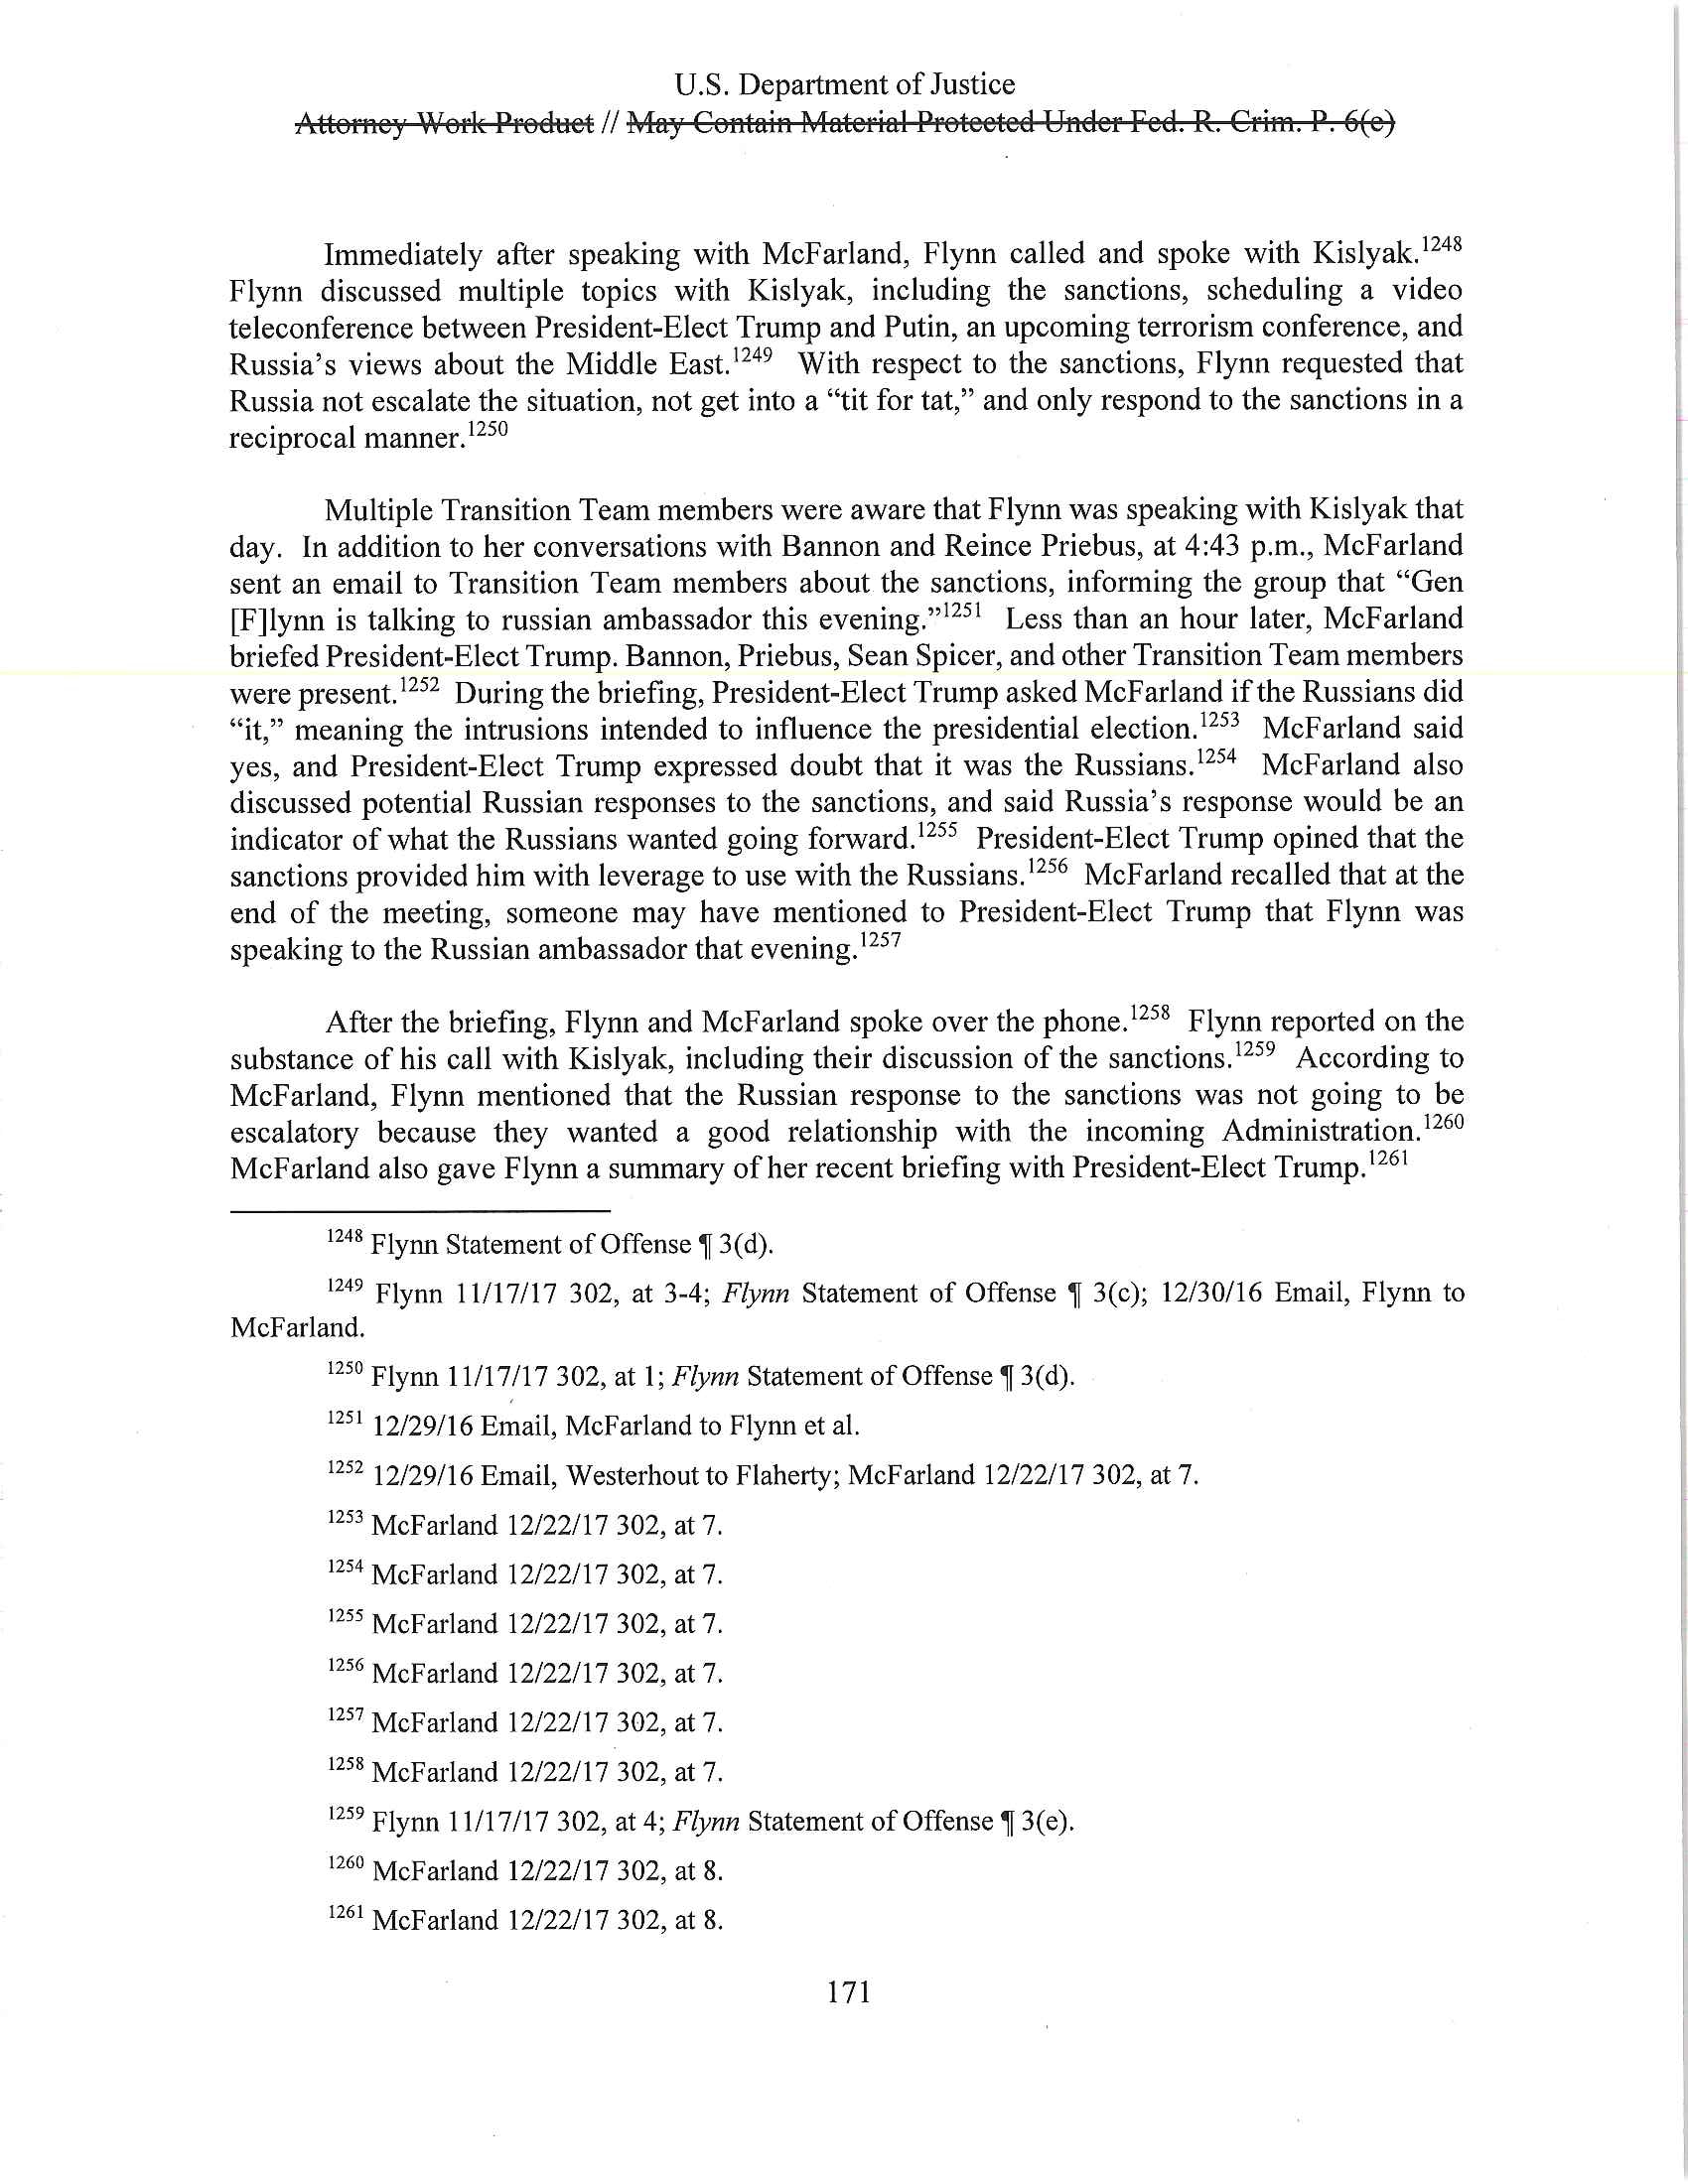 U.S. Department of Justice
Attorney Work Product // May Contain Material Protected Under Fed. R. Crim. P. 6(e)
Immediately after speaking with McFarland, Flynn called and spoke with Kislyak.1248
Flynn discussed multiple topics with Kislyak, including the sanctions, scheduling a video
teleconference between President-Elect Trump and Putin, an upcoming terrorism conference, and
Russia's views about the Middle East.1249 With respect to the sanctions, Flynn requested that
Russia not escalate the situation, not get into a “tit for tat,” and only respond to the sanctions in a
reciprocal manner.1250
Multiple Transition Team members were aware that Flynn was speaking with Kislyak that
day. In addition to her conversations with Bannon and Reince Priebus, at 4:43 p.m., McFarland
sent an email to Transition Team members about the sanctions, informing the group that “Gen
[F]lynn is talking to russian ambassador this evening.”1251 Less than an hour later, McFarland
briefed President-Elect Trump. Bannon, Priebus, Sean Spicer, and other Transition Team members
were present.1252 During the briefing, President-Elect Trump asked McFarland if the Russians did
“it,” meaning the intrusions intended to influence the presidential election.1253 McFarland said
yes, and President-Elect Trump expressed doubt that it was the Russians.1254 McFarland also
discussed potential Russian responses to the sanctions, and said Russia's response would be an
indicator of what the Russians wanted going forward.1255 President-Elect Trump opined that the
sanctions provided him with leverage to use with the Russians.1256 McFarland recalled that at the
end of the meeting, someone may have mentioned to President-Elect Trump that Flynn was
speaking to the Russian ambassador that evening.1257
After the briefing, Flynn and McFarland spoke over the phone.1258 Flynn reported on the
substance of his call with Kislyak, including their discussion of the sanctions.1259 According to
McFarland, Flynn mentioned that the Russian response to the sanctions was not going to be
escalatory because they wanted a good relationship with the incoming Administration.1260
McFarland also gave Flynn a summary of her recent briefing with President-Elect Trump.1261
1248 Flynn Statement of Offense ¶ 3(d).
1249 Flynn 11/17/17 302, at 3-4; Flynn Statement of Offense ¶ 3(c); 12/30/16 Email, Flynn to
McFarland.
1250 Flynn 11/17/17 302, at 1; Flynn Statement of Offense ¶ 3(d).
1251 12/29/16 Email, McFarland to Flynn et al.
1252 12/29/16 Email, Westerhout to Flaherty; McFarland 12/22/17 302, at 7.
1253 McFarland 12/22/17 302, at 7.
1254 McFarland 12/22/17 302, at 7.
1255 McFarland 12/22/17 302, at 7.
1256 McFarland 12/22/17 302, at 7.
1257 McFarland 12/22/17 302, at 7.
1258 McFarland 12/22/17 302, at 7.
1259 Flynn 11/17/17 302, at 4; Flynn Statement of Offense ¶ 3(e).
1260 McFarland 12/22/17 302, at 8.
1261 McFarland 12/22/17 302, at 8.
171